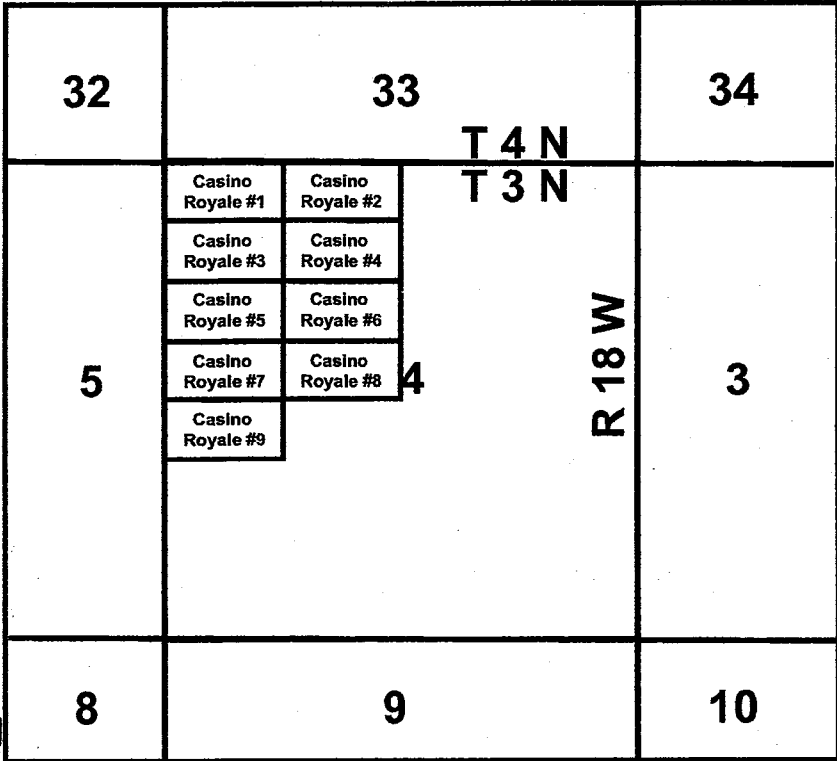 32
33
34
T 4 N
T 3 N
Casino
Royale #1
Casino
Royale #2
Casino
Royale #3
Casino
Royale #4
Casino
Royale #5
Casino
Royale #6
Casino
Royale #7
Casino
Royale #8
Casino
Royale #9
5
4
R 18 W
3
8
9
10